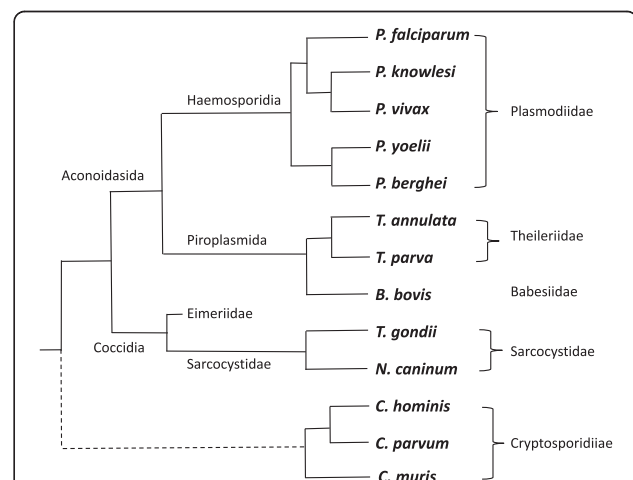 P. falciparum
P. knowlesi
Haemosporidia
P. vivax
Plasmodiidae
P. yoelii
Aconoidasida
P. berghei
T. annulata
Piroplasmida
Theileriidae
T. parva
B. bovis
Babesiidae
Eimeriidae
T. gondii
Coccidia
Sarcocystidae
Sarcocystidae
N. caninum
C. hominis
C. parvum
Cryptosporidiiae
C. muris